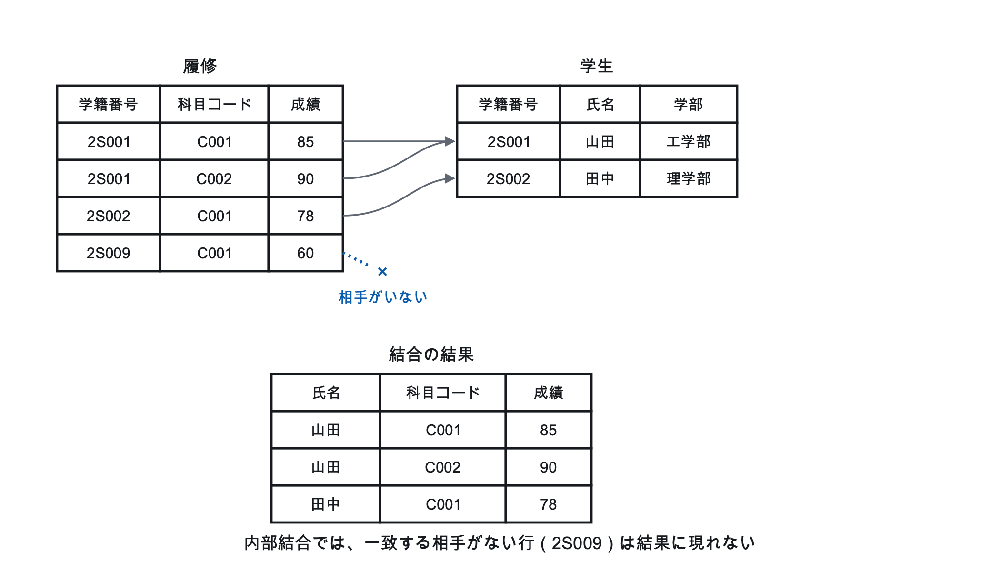 履修
学籍番号 科目コード 成績
2S001 C001 85
2S001 C002 90
2S002 C001 78
2S009 C001 60
相手がいない
学生
学籍番号 氏名 学部
2S001 山田 工学部
2S002 田中 理学部
結合の結果
氏名 科目コード 成績
山田 C001 85
山田 C002 90
田中 C001 78
内部結合では、一致する相手がない行(2S009)は結果に現れない